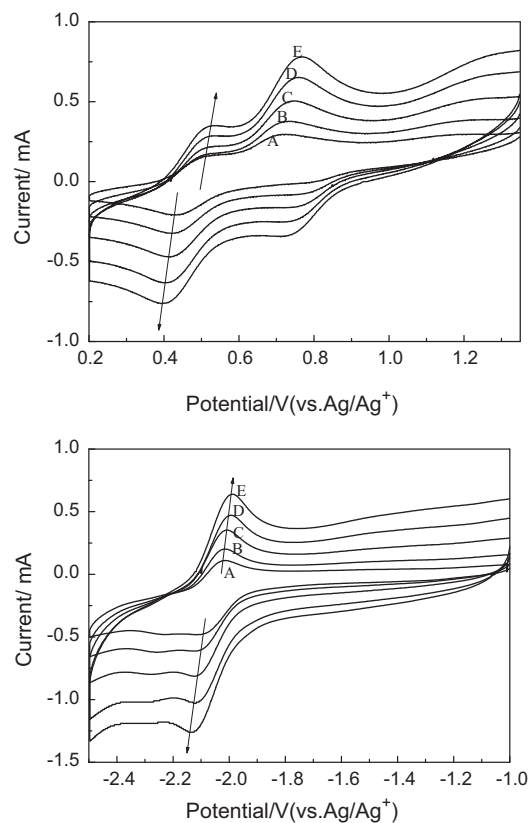 1.0
E
D
0.5
C
B
A
0.0
-0.5
-1.0
Current/ mA
0.2 0.4 0.6 0.8 1.0 1.2
Potential/V(vs.Ag/Ag+)
1.0
E
0.5
D
C
B
A
0.0
-0.5
-1.0
-1.5
Current/ mA
-2.4 -2.2 -2.0 -1.8 -1.6 -1.4 -1.2 -1.0
Potential/V(vs.Ag/Ag+)